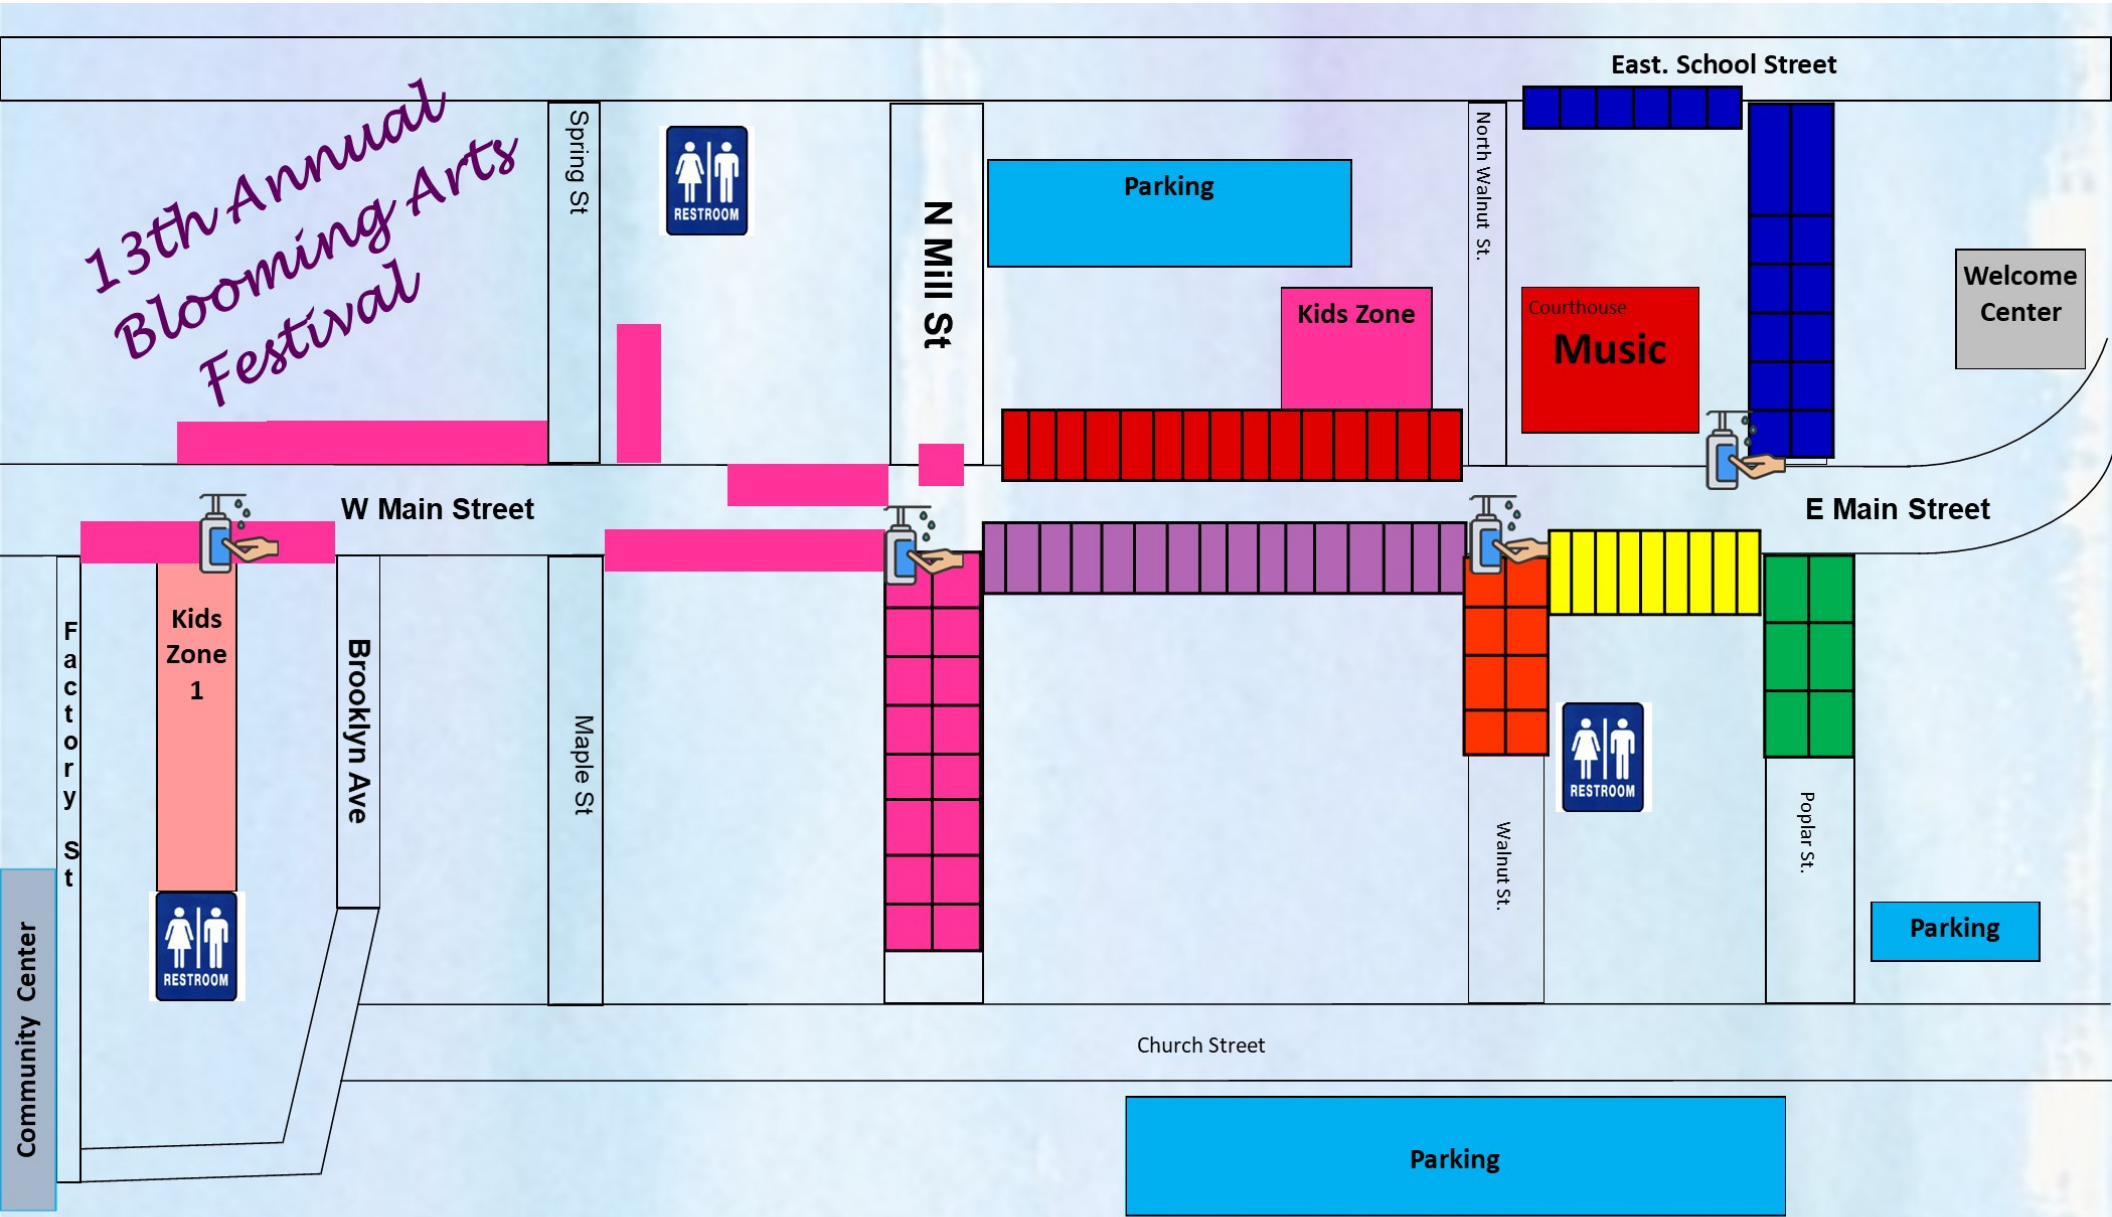 East. School Street
13th Annual
Blooming Arts
Festival
Spring St
RESTROOM
N Mill St
Parking
North Walnut St.
Kids Zone
Courthouse
Music
Welcome
Center
W Main Street
E Main Street
Factory St
Kids
Zone
1
Brooklyn Ave
Maple St
RESTROOM
Walnut St.
Poplar St.
RESTROOM
Parking
Community Center
Church Street
Parking